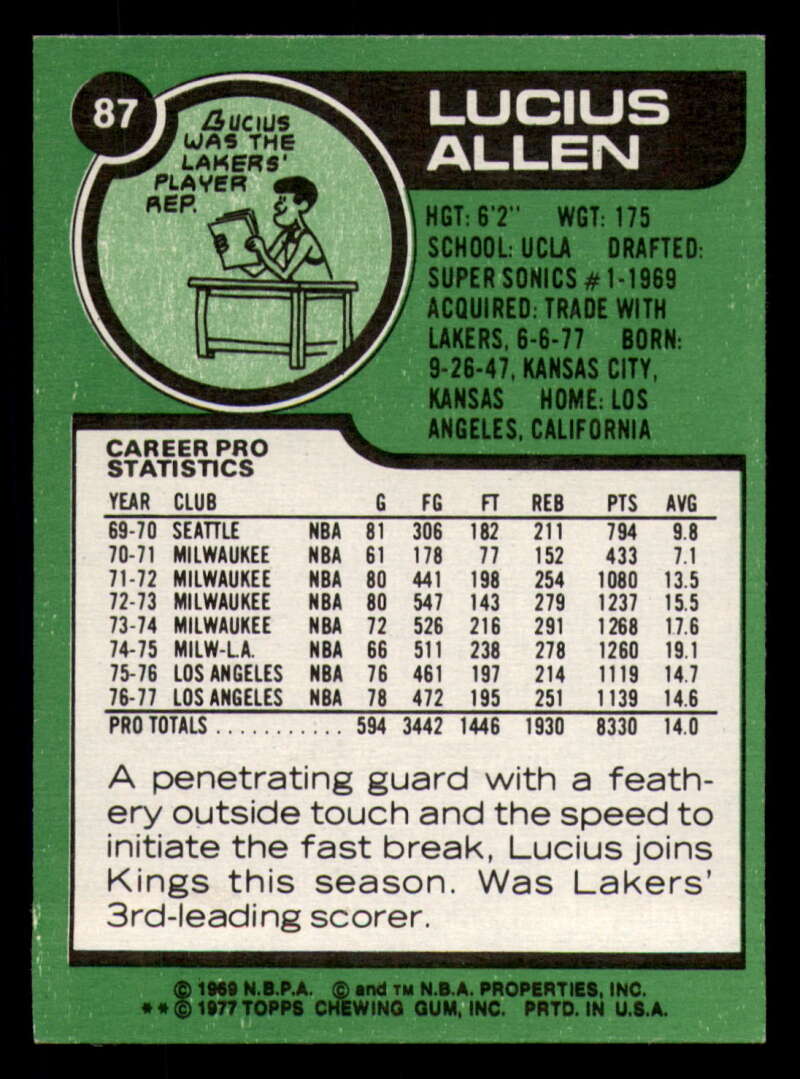 87
LUCIUS
ALLEN
LUCIUS
WAS THE
LAKERS'
PLAYER
REP.
HGT: 6'2" WGT: 175
SCHOOL: UCLA DRAFTED:
SUPER SONICS #1-1969
ACQUIRED: TRADE WITH
LAKERS, 6-6-77 BORN:
9-26-47, KANSAS CITY,
KANSAS HOME: LOS
ANGELES, CALIFORNIA
CAREER PRO
STATISTICS
YEAR CLUB G FG FT REB PTS AVG
69-70 SEATTLE NBA 81 306 182 211 794 9.8
70-71 MILWAUKEE NBA 61 178 77 152 433 7.1
71-72 MILWAUKEE NBA 80 441 198 254 1080 13.5
72-73 MILWAUKEE NBA 80 547 143 279 1237 15.5
73-74 MILWAUKEE NBA 72 526 216 291 1268 17.6
74-75 MILW-L.A. NBA 66 511 238 278 1260 19.1
75-76 LOS ANGELES NBA 76 461 197 214 1119 14.7
76-77 LOS ANGELES NBA 78 472 195 251 1139 14.6
PRO TOTALS . . . . . . . . . . . 594 3442 1446 1930 8330 14.0
A penetrating guard with a feath-
ery outside touch and the speed to
initiate the fast break, Lucius joins
Kings this season. Was Lakers'
3rd-leading scorer.
© 1969 N.B.P.A. © and TM N.B.A. PROPERTIES, INC.
**© 1977 TOPPS CHEWING GUM, INC. PRTD. IN U.S.A.